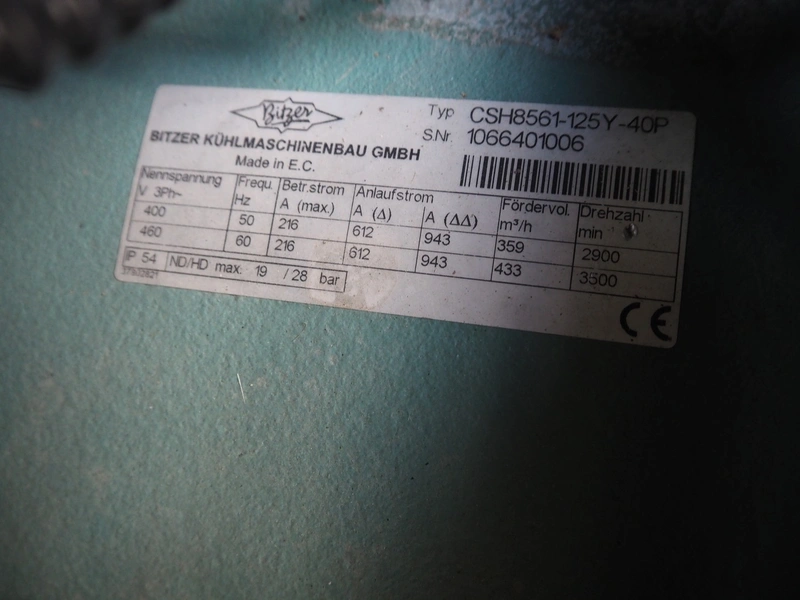 Bitzer
Typ CSH8561-125Y-40P
S.Nr. 1066401006
BITZER KÜHLMASCHINENBAU GMBH
Made in E.C.
Nennspannung Frequ. Betr.strom Anlaufstrom Fördervol. Drehzahl
V 3Ph~ Hz A (max.) A (Δ) A (ΔΔ) m³/h min
400 50 216 612 943 359 2900
460 60 216 612 943 433 3500
IP 54 ND/HD max. 19 / 28 bar
CE